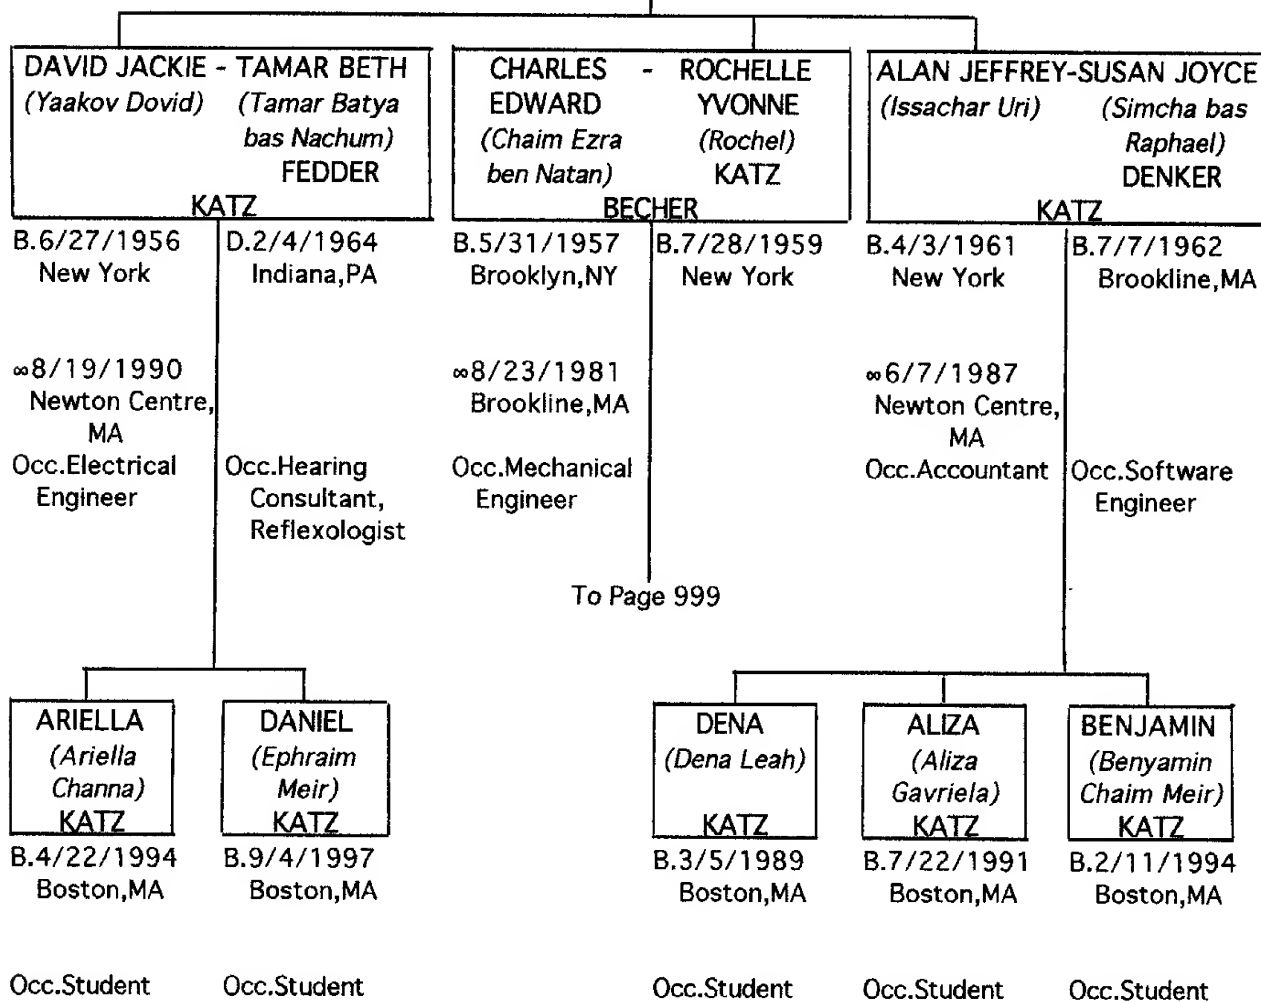 DAVID JACKIE - TAMAR BETH
(Yaakov Dovid) (Tamar Batya
bas Nachum)
FEDDER
KATZ
B.6/27/1956 D.2/4/1964
New York Indiana,PA
∞8/19/1990
Newton Centre,
MA
Occ.Electrical Occ.Hearing
Engineer Consultant,
Reflexologist
CHARLES - ROCHELLE
EDWARD YVONNE
(Chaim Ezra (Rochel)
ben Natan) KATZ
BECHER
B.5/31/1957 B.7/28/1959
Brooklyn,NY New York
∞8/23/1981
Brookline,MA
Occ.Mechanical
Engineer
To Page 999
ALAN JEFFREY-SUSAN JOYCE
(Issachar Uri) (Simcha bas
Raphael)
DENKER
KATZ
B.4/3/1961 B.7/7/1962
New York Brookline,MA
∞6/7/1987
Newton Centre,
MA
Occ.Accountant Occ.Software
Engineer
ARIELLA
(Ariella
Channa)
KATZ
B.4/22/1994
Boston,MA
Occ.Student
DANIEL
(Ephraim
Meir)
KATZ
B.9/4/1997
Boston,MA
Occ.Student
DENA
(Dena Leah)
KATZ
B.3/5/1989
Boston,MA
Occ.Student
ALIZA
(Aliza
Gavriela)
KATZ
B.7/22/1991
Boston,MA
Occ.Student
BENJAMIN
(Benyamin
Chaim Meir)
KATZ
B.2/11/1994
Boston,MA
Occ.Student